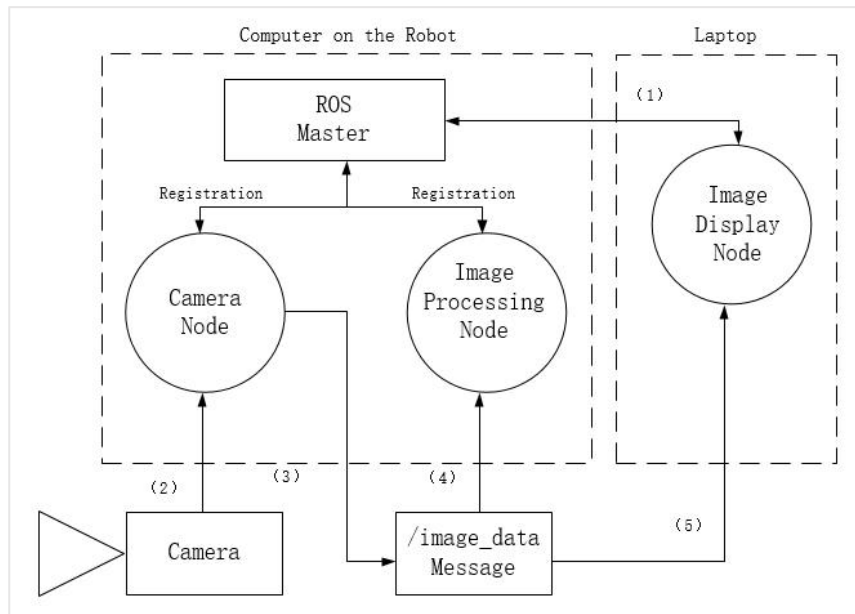 Computer on the Robot
Laptop
ROS
Master
(1)
Registration
Registration
Camera
Node
Image
Processing
Node
Image
Display
Node
(2)
(3)
(4)
(5)
Camera
/image_data
Message